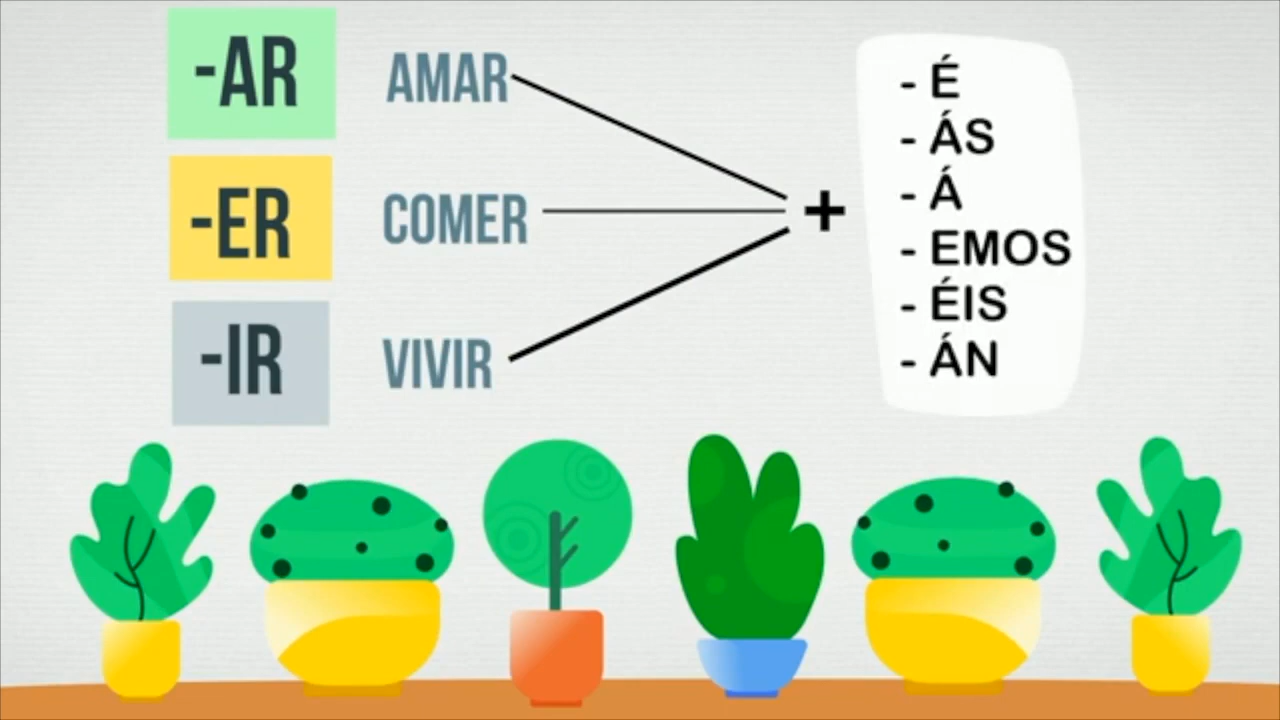 -AR AMAR
-ER COMER
-IR VIVIR
+
- É
- ÁS
- Á
- EMOS
- ÉIS
- ÁN